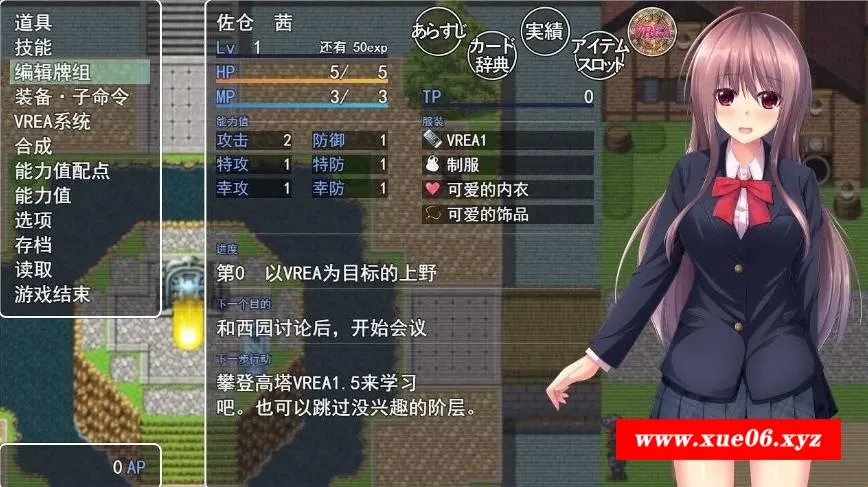 道具
技能
编辑牌组
装备·子命令
VREA系统
合成
能力值配点
能力值
选项
存档
读取
游戏结束
0 AP
佐仓 茜
Lv 1 还有 50exp
HP 5/ 5
MP 3/ 3
TP 0
能力值
攻击 2 防御 1
特攻 1 特防 1
幸攻 1 幸防 1
服装
VREA1
制服
可爱的内衣
可爱的饰品
进度
第0 以VREA为目标的上野
下一个目的
和西园讨论后，开始会议
下一步行动
攀登高塔VREA1.5来学习
吧。也可以跳过没兴趣的阶层。
あらすじ
カード
辞典
実績
アイテム
スロット
VREA
www.xue06.xyz